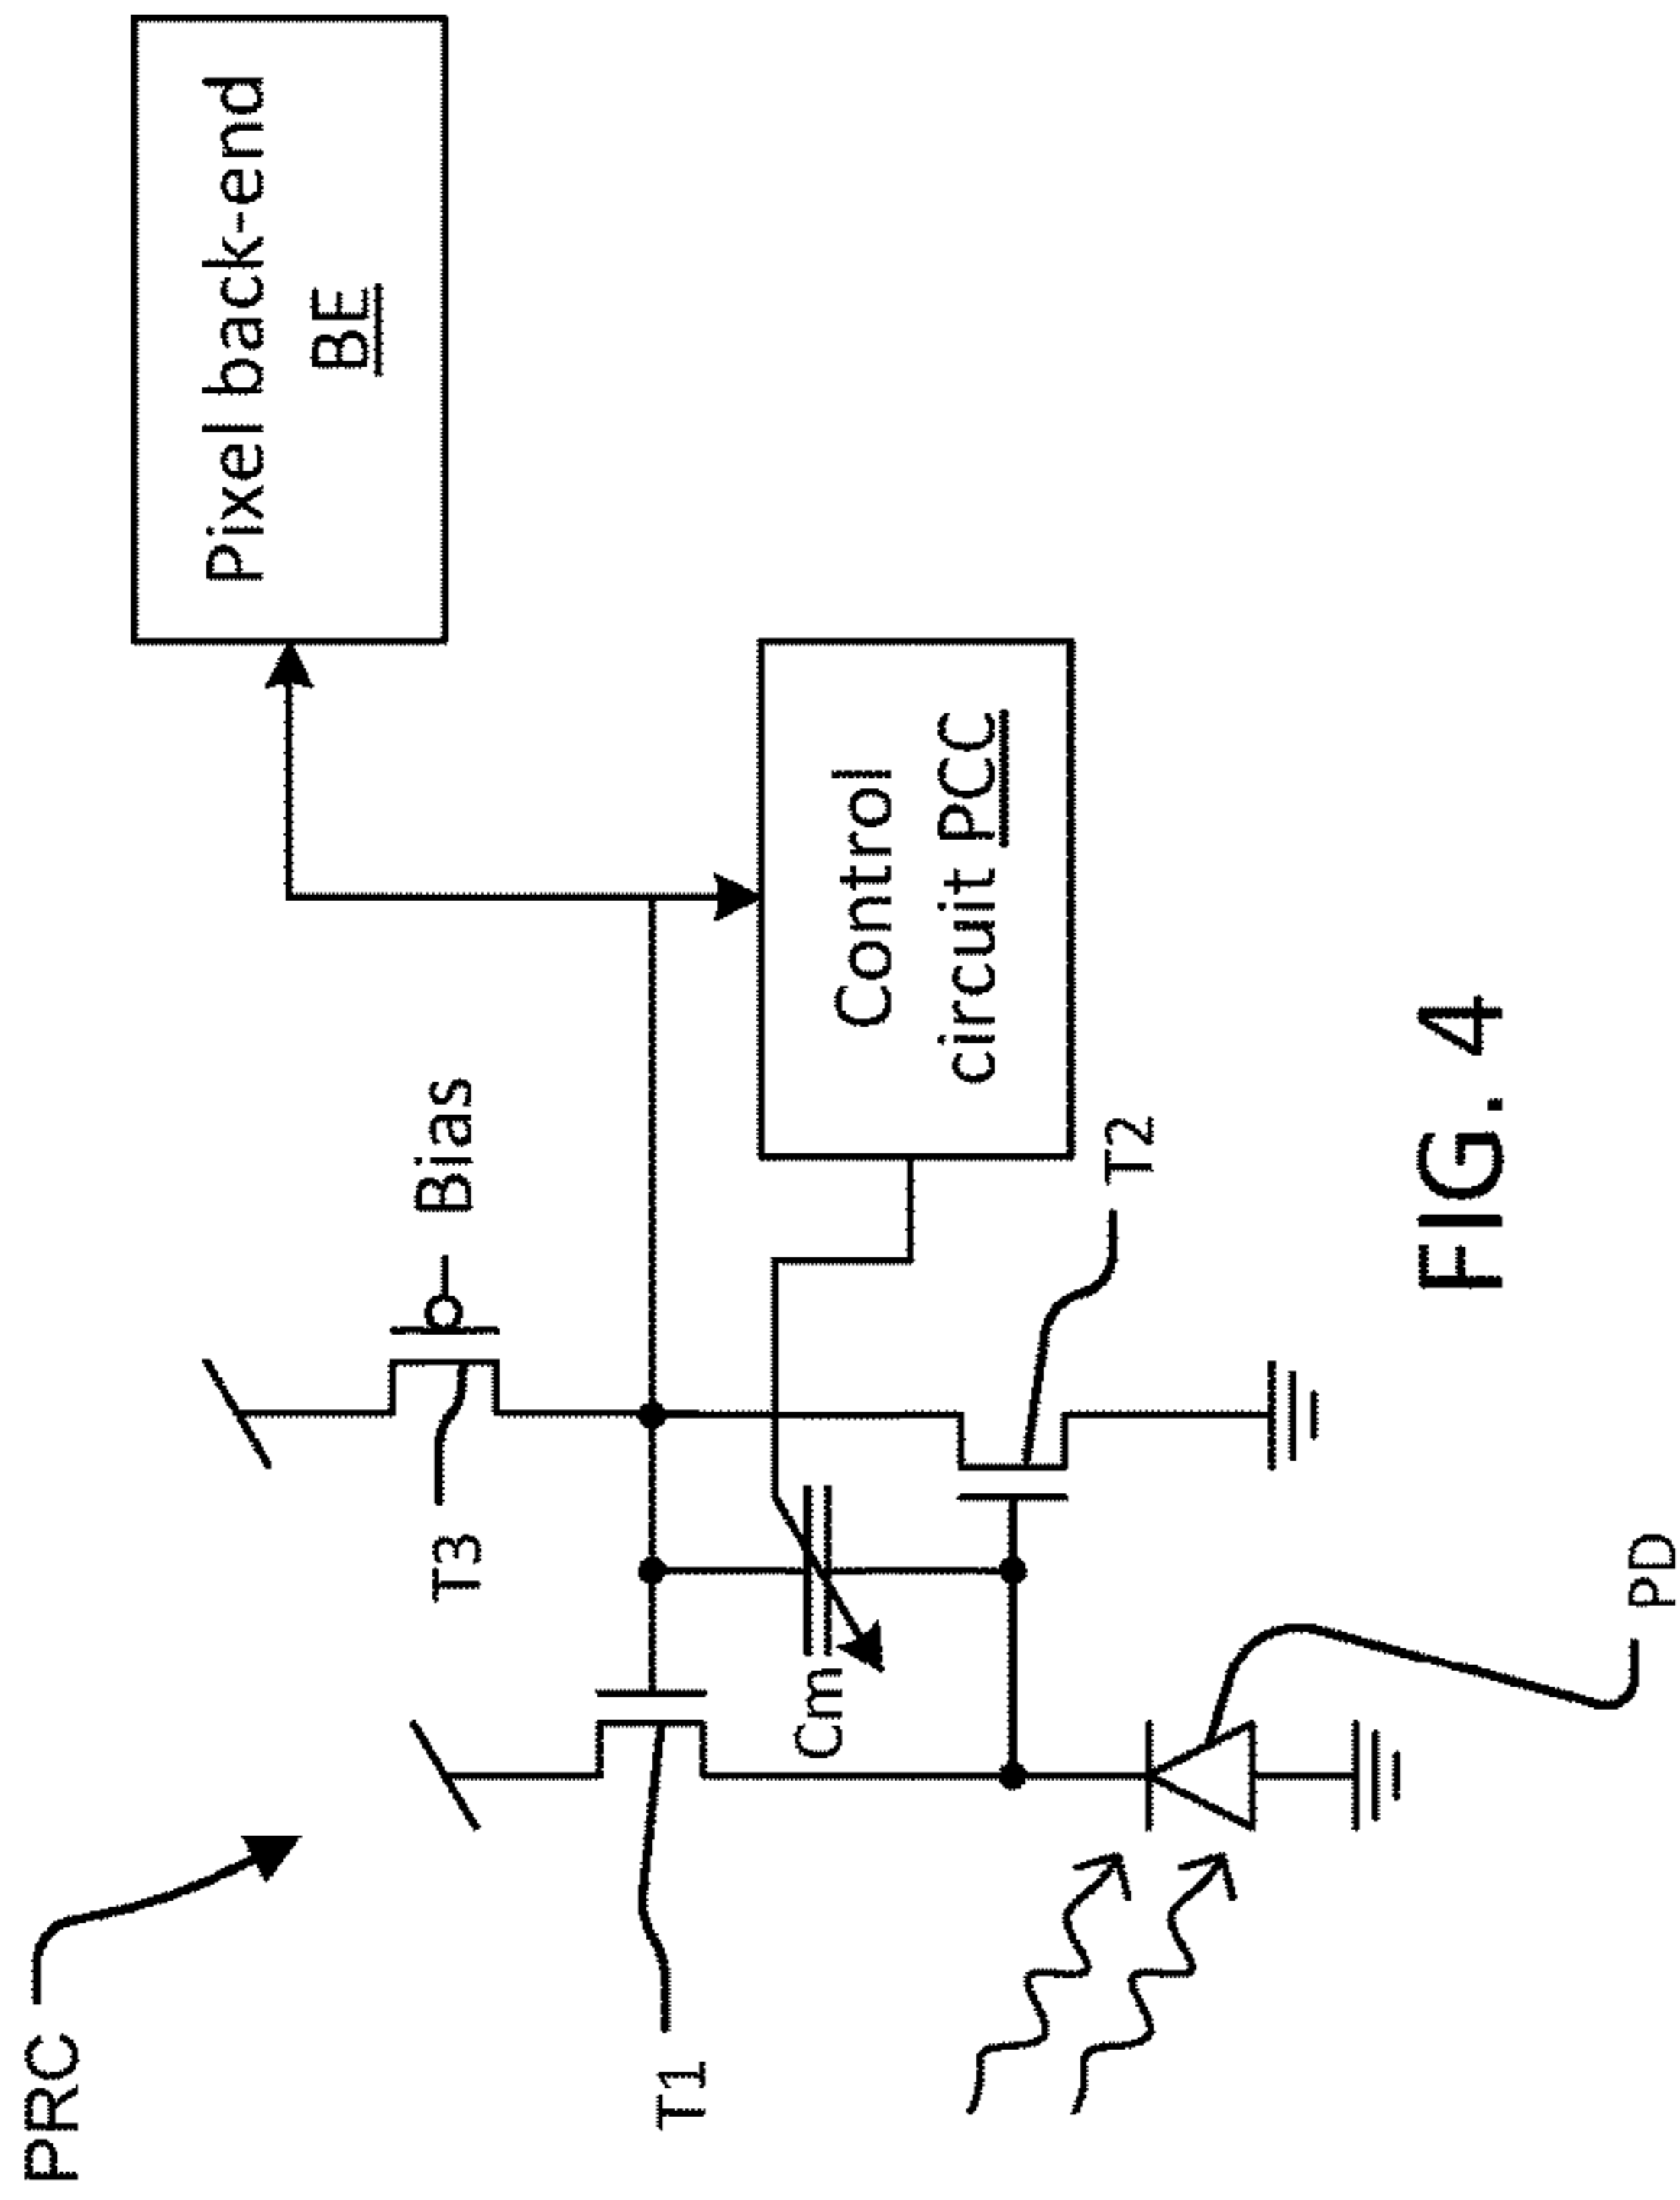 PRC
Pixel back-end
BE
T3
Bias
T1
Cm
Control
circuit PCC
T2
PD
FIG. 4